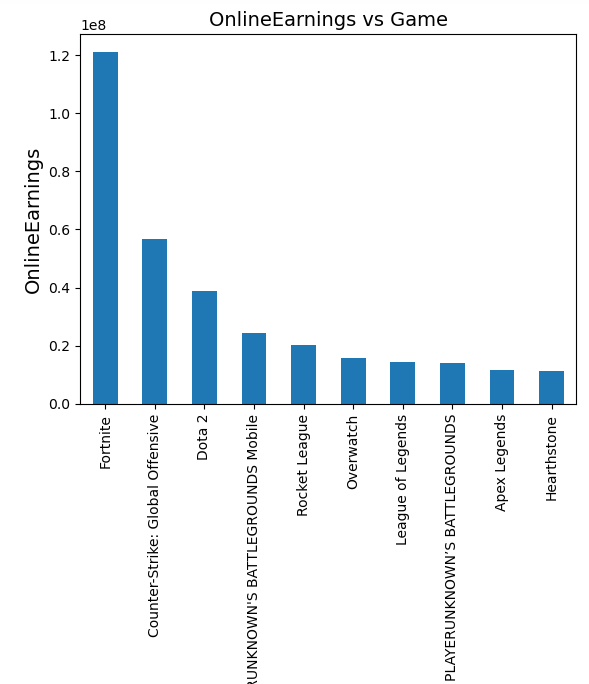 OnlineEarnings vs Game
1e8
1.2
1.0
0.8
0.6
0.4
0.2
0.0
OnlineEarnings
Fortnite
Counter-Strike: Global Offensive
Dota 2
RUNKNOWN'S BATTLEGROUNDS Mobile
Rocket League
Overwatch
League of Legends
PLAYERUNKNOWN’S BATTLEGROUNDS
Apex Legends
Hearthstone